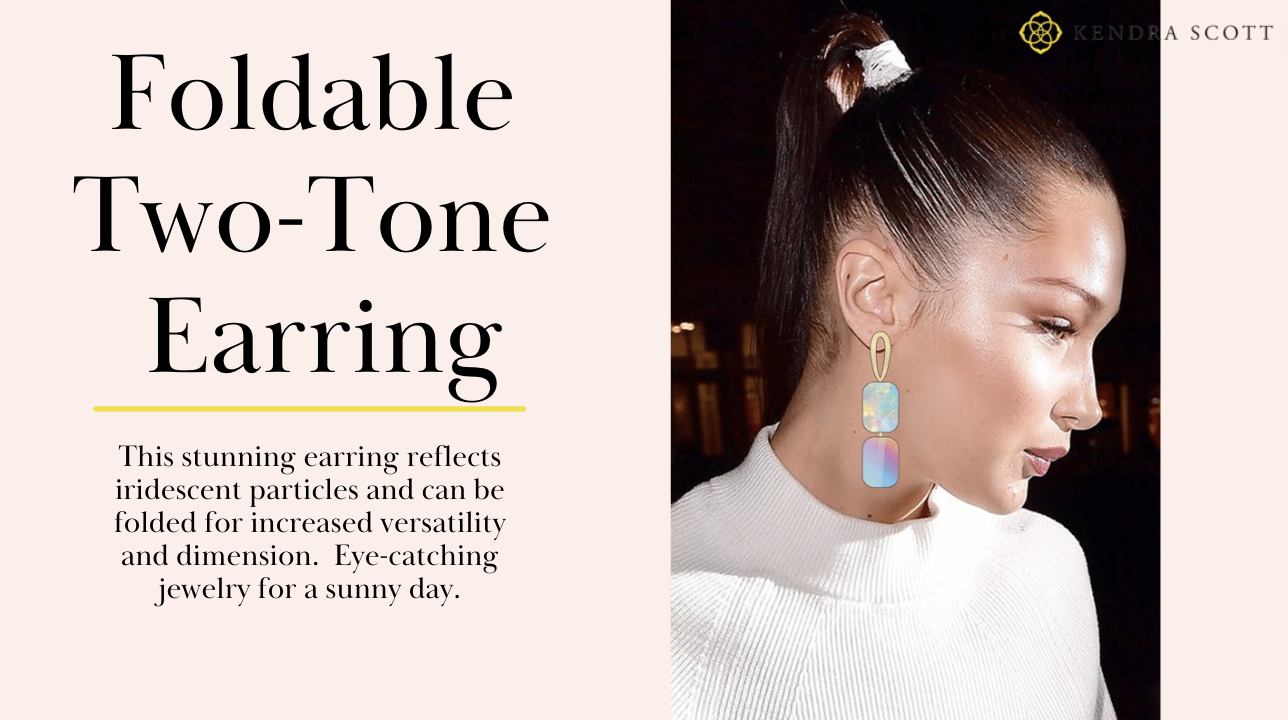 Foldable
Two-Tone
Earring
This stunning earring reflects
iridescent particles and can be
folded for increased versatility
and dimension.  Eye-catching
jewelry for a sunny day.
KENDRA SCOTT